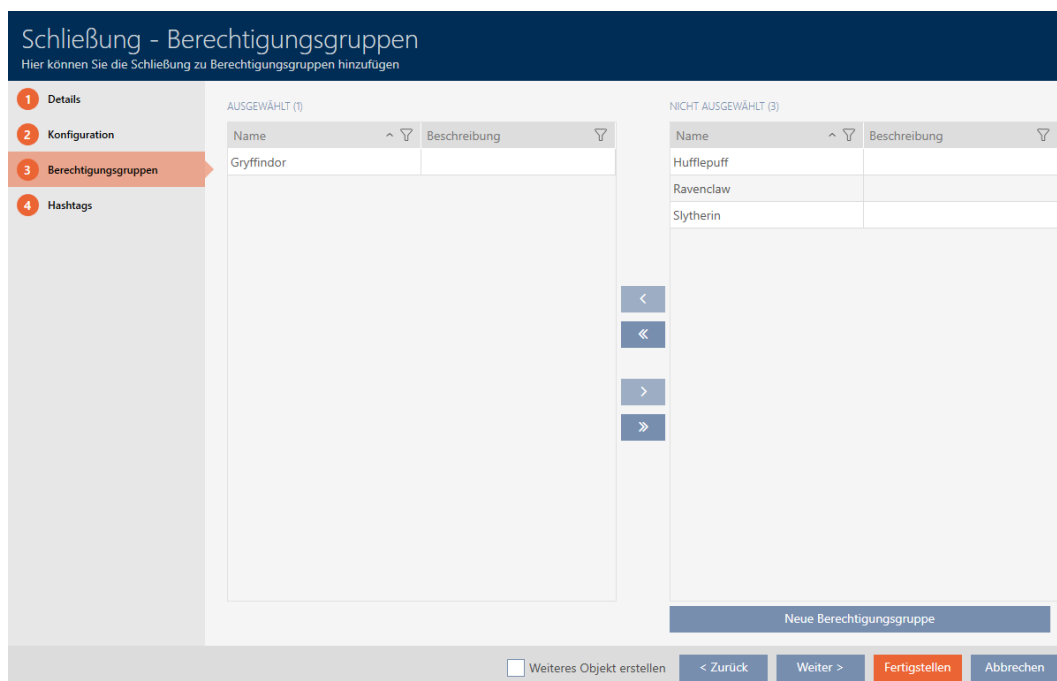 Schließung - Berechtigungsgruppen
Hier können Sie die Schließung zu Berechtigungsgruppen hinzufügen
1 Details
2 Konfiguration
3 Berechtigungsgruppen
4 Hashtags
AUSGEWÄHLT (1)
Name Beschreibung
Gryffindor
NICHT AUSGEWÄHLT (3)
Name Beschreibung
Hufflepuff
Ravenclaw
Slytherin
Neue Berechtigungsgruppe
Weiteres Objekt erstellen < Zurück Weiter > Fertigstellen Abbrechen